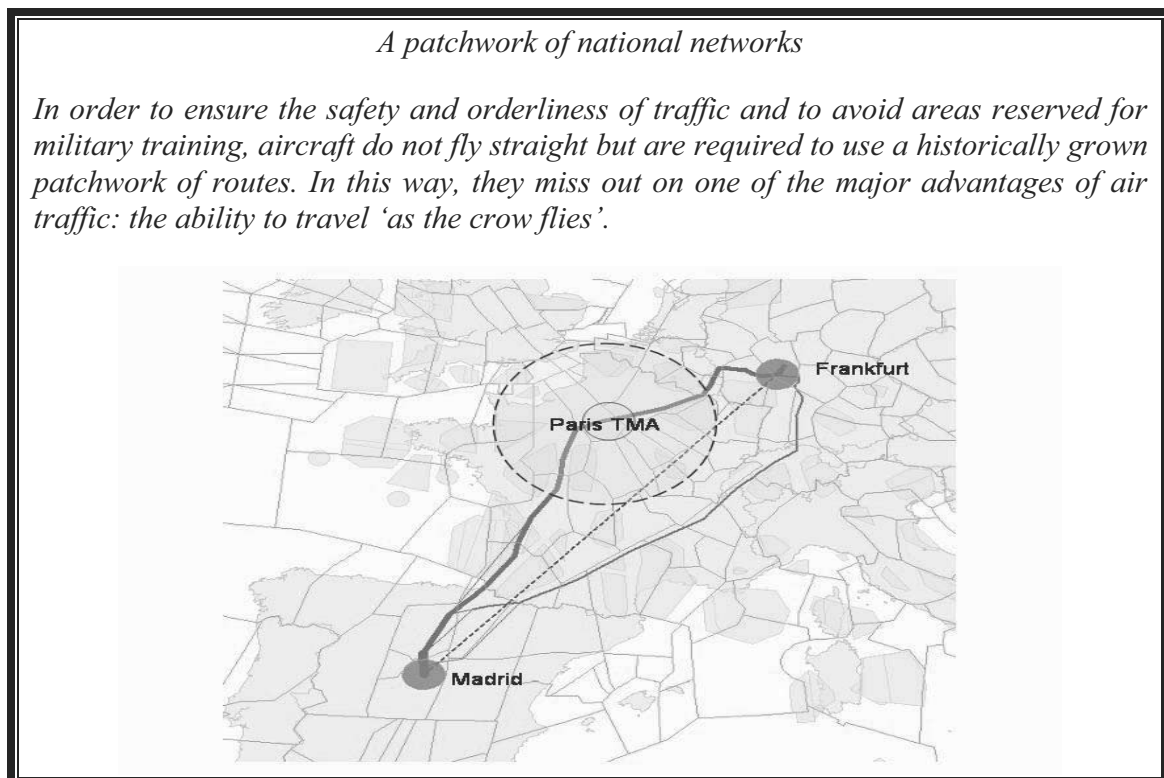 A patchwork of national networks
In order to ensure the safety and orderliness of traffic and to avoid areas reserved for
military training, aircraft do not fly straight but are required to use a historically grown
patchwork of routes. In this way, they miss out on one of the major advantages of air
traffic: the ability to travel ‘as the crow flies’.
Frankfurt
Paris TMA
Madrid